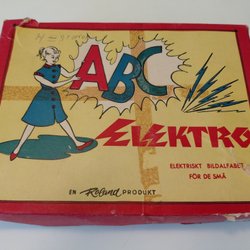 ABC
ELEKTRO
ELEKTRISKT BILDALFABET
FÖR DE SMÅ
EN Roland PRODUKT